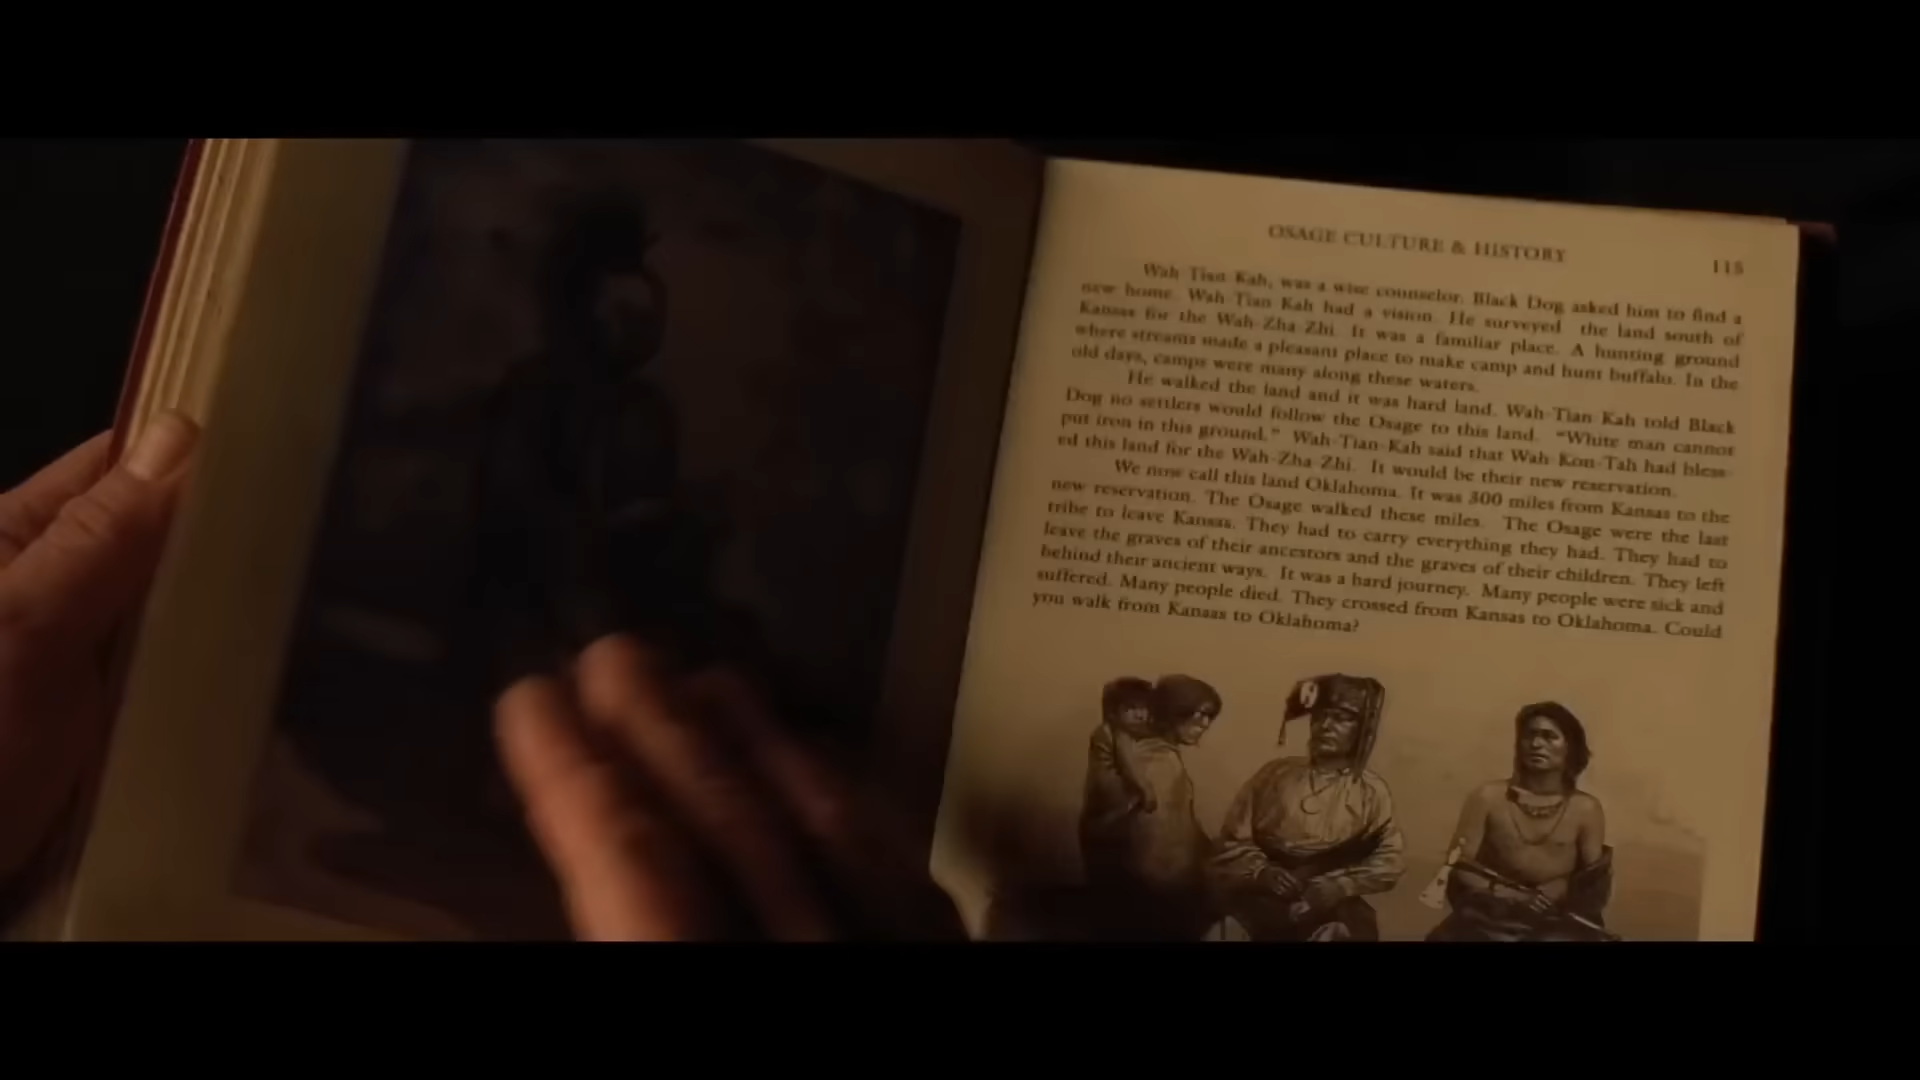 OSAGE CULTURE & HISTORY
115
Wah-Tian Kah, was a wise counselor. Black Dog asked him to find a
new home. Wah-Tian Kah had a vision. He surveyed the land south of
Kansas for the Wah-Zha-Zhi. It was a familiar place. A hunting ground
where streams made a pleasant place to make camp and hunt buffalo. In the
old days, camps were many along these waters.
He walked the land and it was hard land. Wah-Tian Kah told Black
Dog no settlers would follow the Osage to this land. "White man cannot
put iron in this ground." Wah-Tian-Kah said that Wah-Kon-Tah had bless-
ed this land for the Wah-Zha-Zhi. It would be their new reservation.
We now call this land Oklahoma. It was 300 miles from Kansas to the
new reservation. The Osage walked these miles. The Osage were the last
tribe to leave Kansas. They had to carry everything they had. They had to
leave the graves of their ancestors and the graves of their children. They left
behind their ancient ways. It was a hard journey. Many people were sick and
suffered. Many people died. They crossed from Kansas to Oklahoma. Could
you walk from Kanaas to Oklahoma?